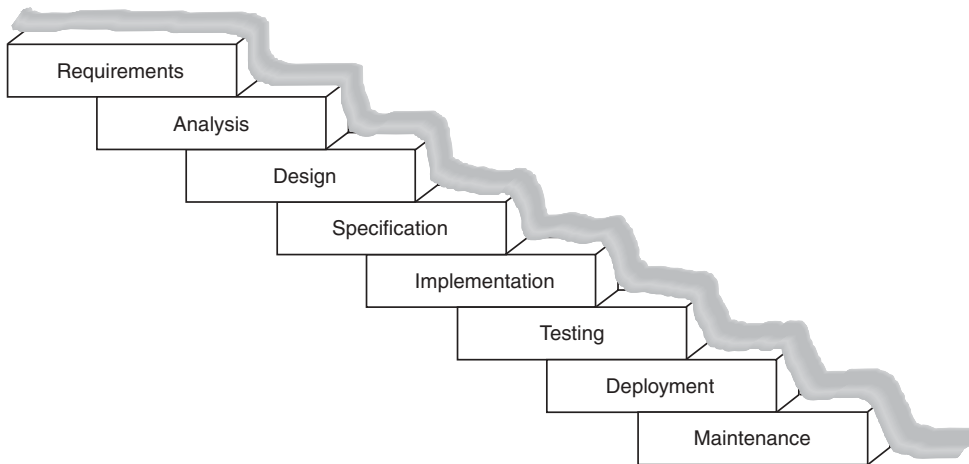 Requirements
Analysis
Design
Specification
Implementation
Testing
Deployment
Maintenance